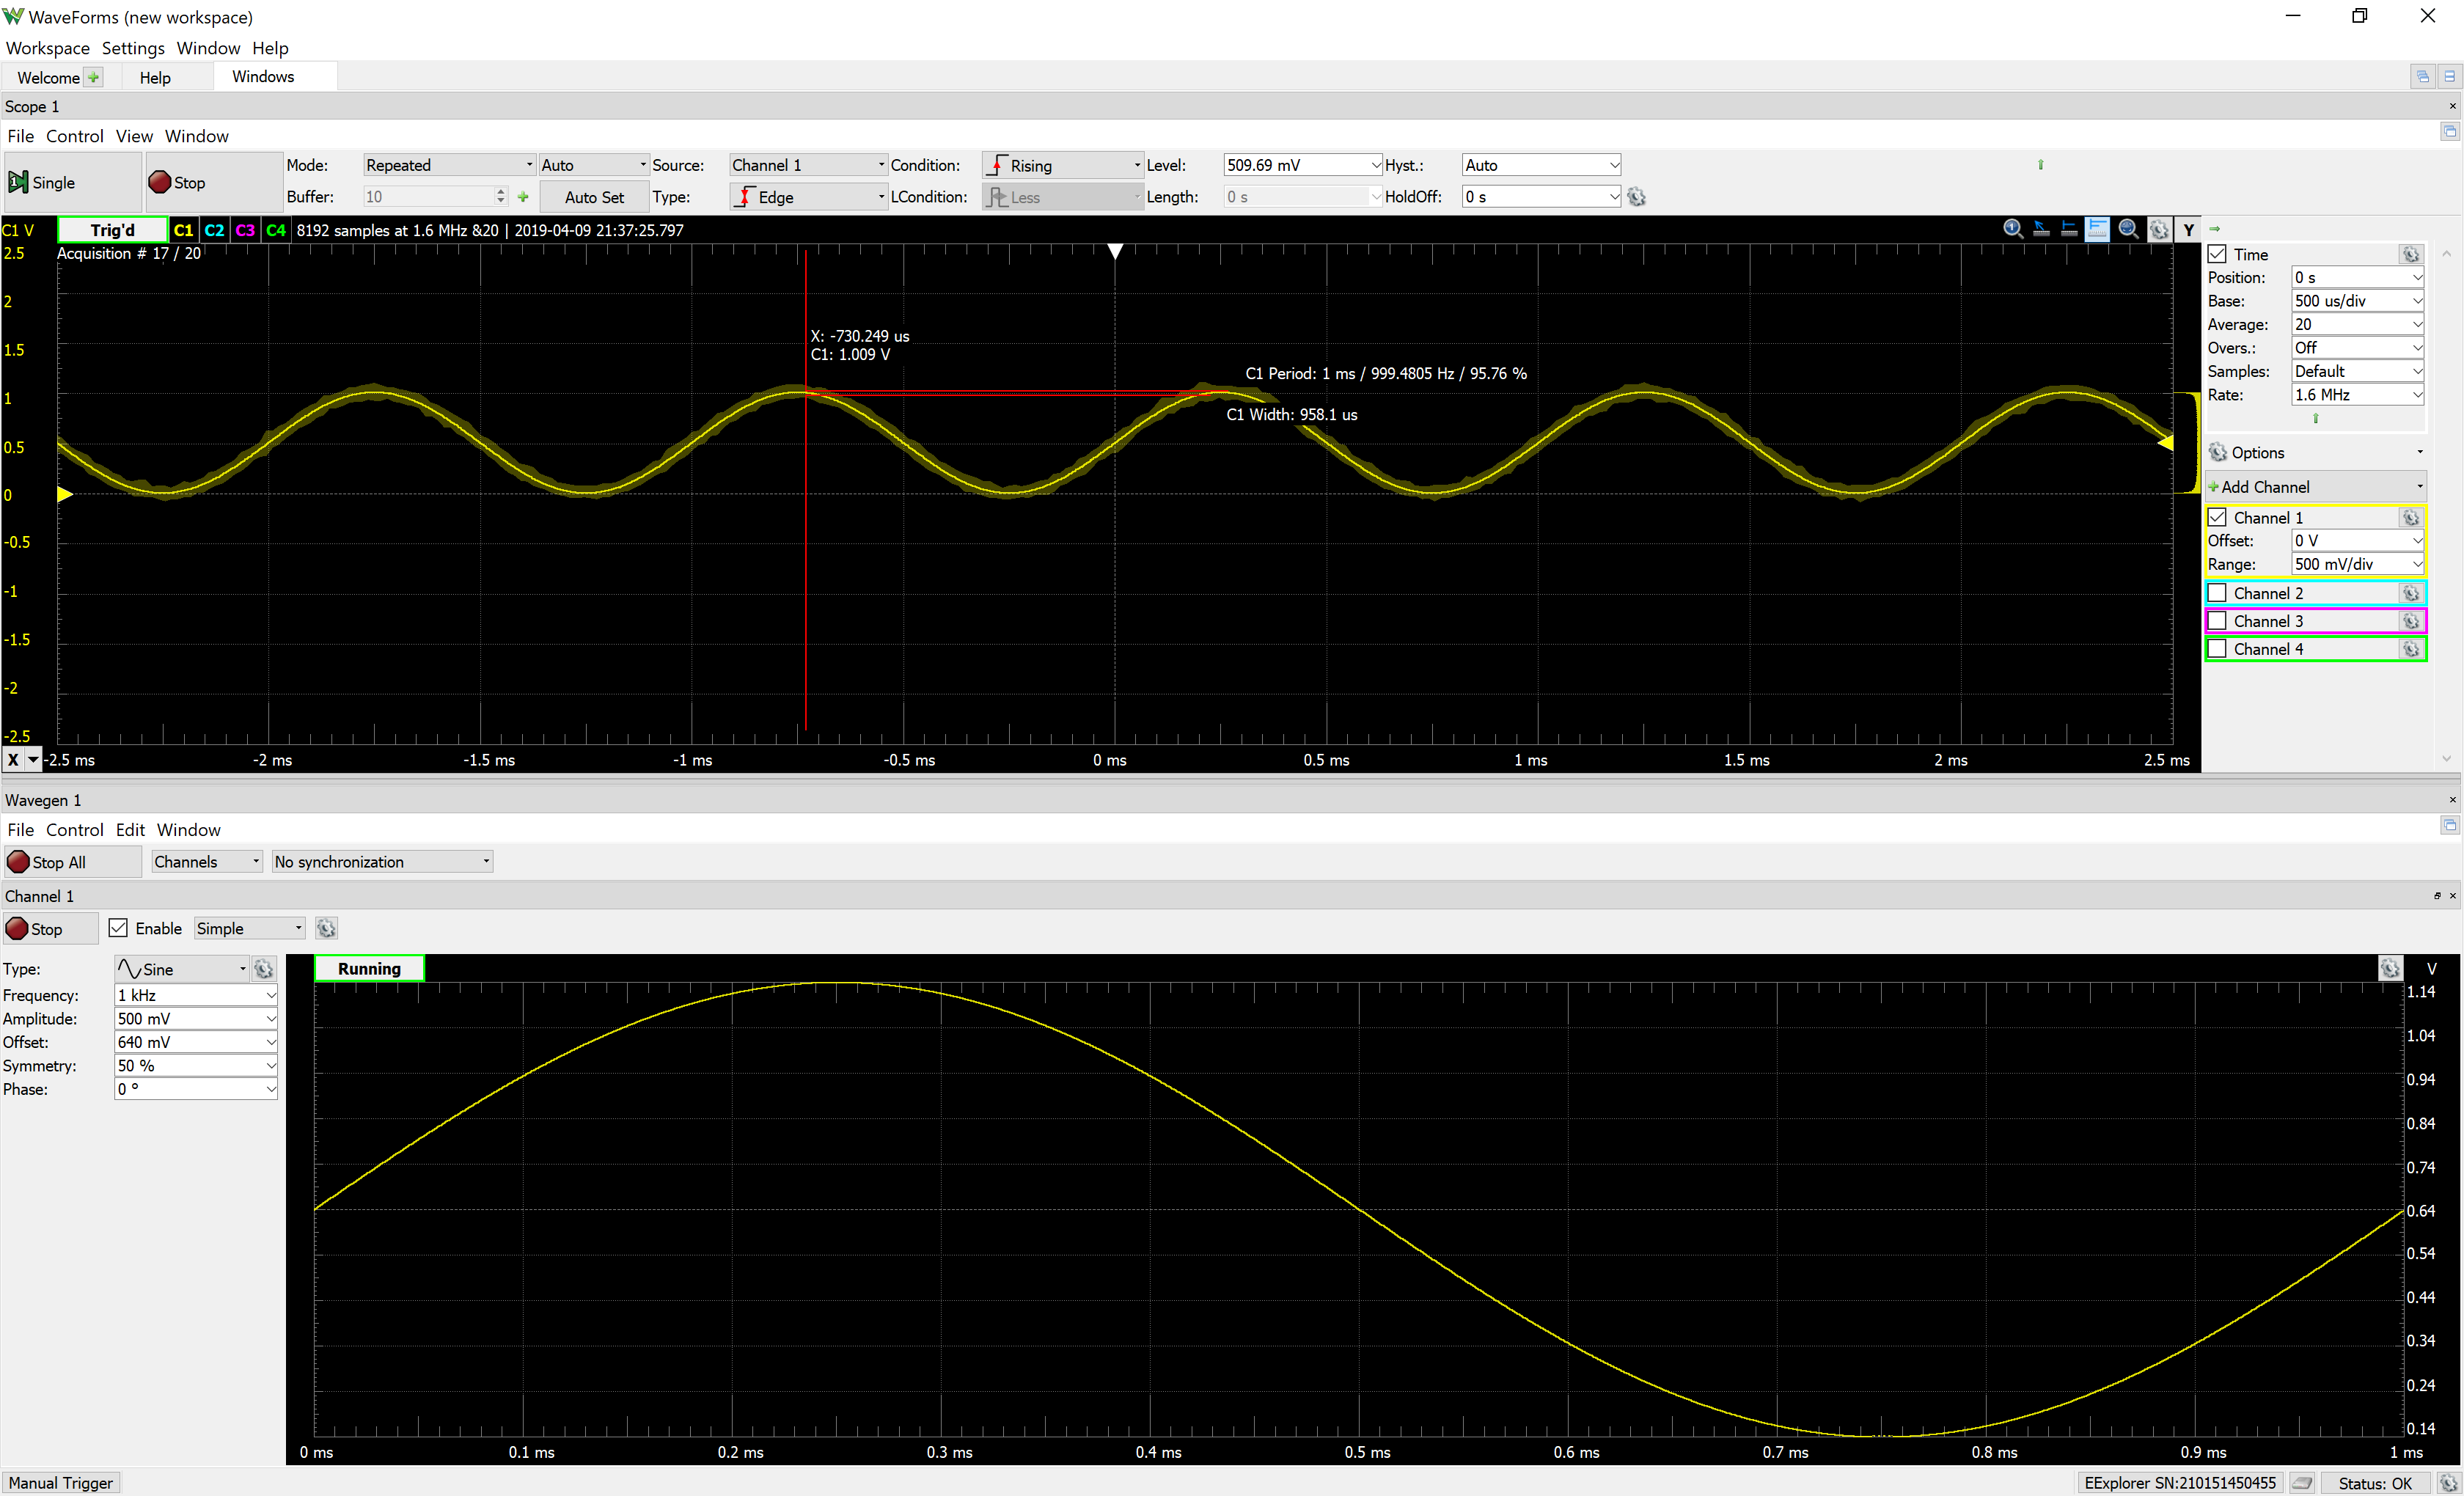 WaveForms (new workspace)
Workspace Settings Window Help
Welcome Help Windows
Scope 1
File Control View Window
Single Stop Mode: Repeated Auto Source: Channel 1 Condition: Rising Level: 509.69 mV Hyst.: Auto
Buffer: 10 Auto Set Type: Edge LCondition: Less Length: 0 s HoldOff: 0 s
C1 V Trig'd C1 C2 C3 C4 8192 samples at 1.6 MHz &20 | 2019-04-09 21:37:25.797 Y
Acquisition # 17 / 20
2.5
2
1.5
1
0.5
0
-0.5
-1
-1.5
-2
-2.5
X: -730.249 us
C1: 1.009 V
C1 Period: 1 ms / 999.4805 Hz / 95.76 %
C1 Width: 958.1 us
X -2.5 ms -2 ms -1.5 ms -1 ms -0.5 ms 0 ms 0.5 ms 1 ms 1.5 ms 2 ms 2.5 ms
Time
Position: 0 s
Base: 500 us/div
Average: 20
Overs.: Off
Samples: Default
Rate: 1.6 MHz
Options
Add Channel
Channel 1
Offset: 0 V
Range: 500 mV/div
Channel 2
Channel 3
Channel 4
Wavegen 1
File Control Edit Window
Stop All Channels No synchronization
Channel 1
Stop Enable Simple
Type: Sine
Frequency: 1 kHz
Amplitude: 500 mV
Offset: 640 mV
Symmetry: 50 %
Phase: 0 °
Running
V
1.14
1.04
0.94
0.84
0.74
0.64
0.54
0.44
0.34
0.24
0.14
0 ms 0.1 ms 0.2 ms 0.3 ms 0.4 ms 0.5 ms 0.6 ms 0.7 ms 0.8 ms 0.9 ms 1 ms
Manual Trigger EExplorer SN:210151450455 Status: OK